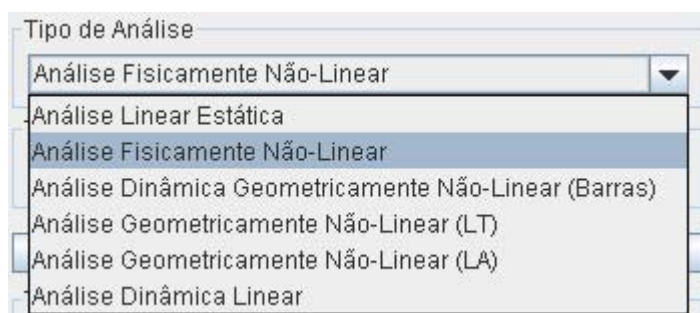 Tipo de Análise
Análise Fisicamente Não-Linear
Análise Linear Estática
Análise Fisicamente Não-Linear
Análise Dinâmica Geometricamente Não-Linear (Barras)
Análise Geometricamente Não-Linear (LT)
Análise Geometricamente Não-Linear (LA)
Análise Dinâmica Linear